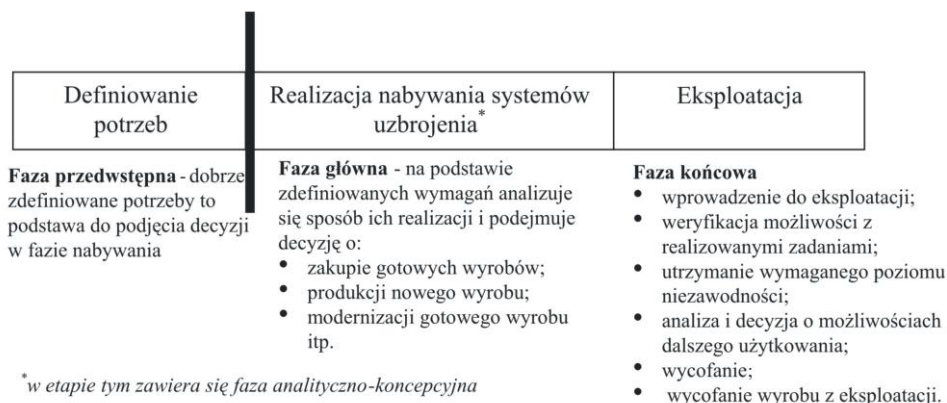 Definiowanie
potrzeb
Realizacja nabywania systemów
uzbrojenia*
Eksploatacja
Faza przedwstępna - dobrze
zdefiniowane potrzeby to
podstawa do podjęcia decyzji
w fazie nabywania
Faza główna - na podstawie
zdefiniowanych wymagań analizuje
się sposób ich realizacji i podejmuje
decyzję o:
• zakupie gotowych wyrobów;
• produkcji nowego wyrobu;
• modernizacji gotowego wyrobu
itp.
Faza końcowa
• wprowadzenie do eksploatacji;
• weryfikacja możliwości z
realizowanymi zadaniami;
• utrzymanie wymaganego poziomu
niezawodności;
• analiza i decyzja o możliwościach
dalszego użytkowania;
• wycofanie;
• wycofanie wyrobu z eksploatacji.
*w etapie tym zawiera się faza analityczno-koncepcyjna